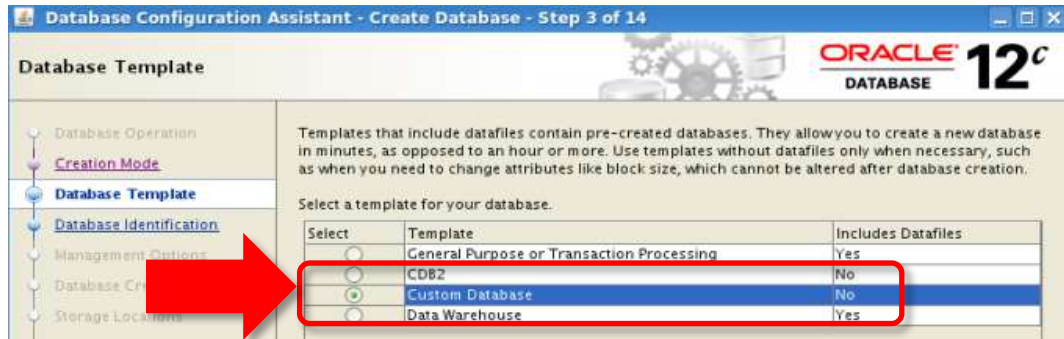 Database Configuration Assistant - Create Database - Step 3 of 14
Database Template
ORACLE
DATABASE
12c
Database Operation
Creation Mode
Database Template
Database Identification
Management Options
Database Cr
Storage Locations
Templates that include datafiles contain pre-created databases. They allow you to create a new database
in minutes, as opposed to an hour or more. Use templates without datafiles only when necessary, such
as when you need to change attributes like block size, which cannot be altered after database creation.
Select a template for your database.
Select Template Includes Datafiles
General Purpose or Transaction Processing Yes
CDB2 No
Custom Database No
Data Warehouse Yes